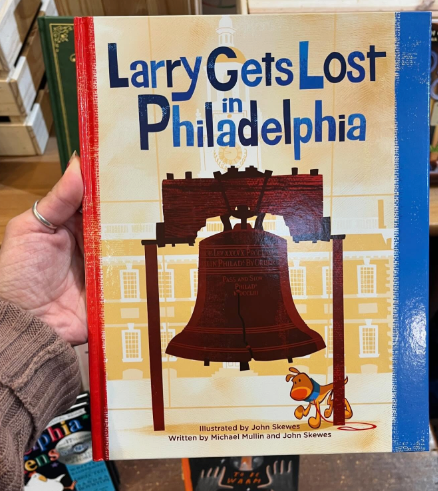 Larry Gets Lost
in
Philadelphia
Illustrated by John Skewes
Written by Michael Mullin and John Skewes